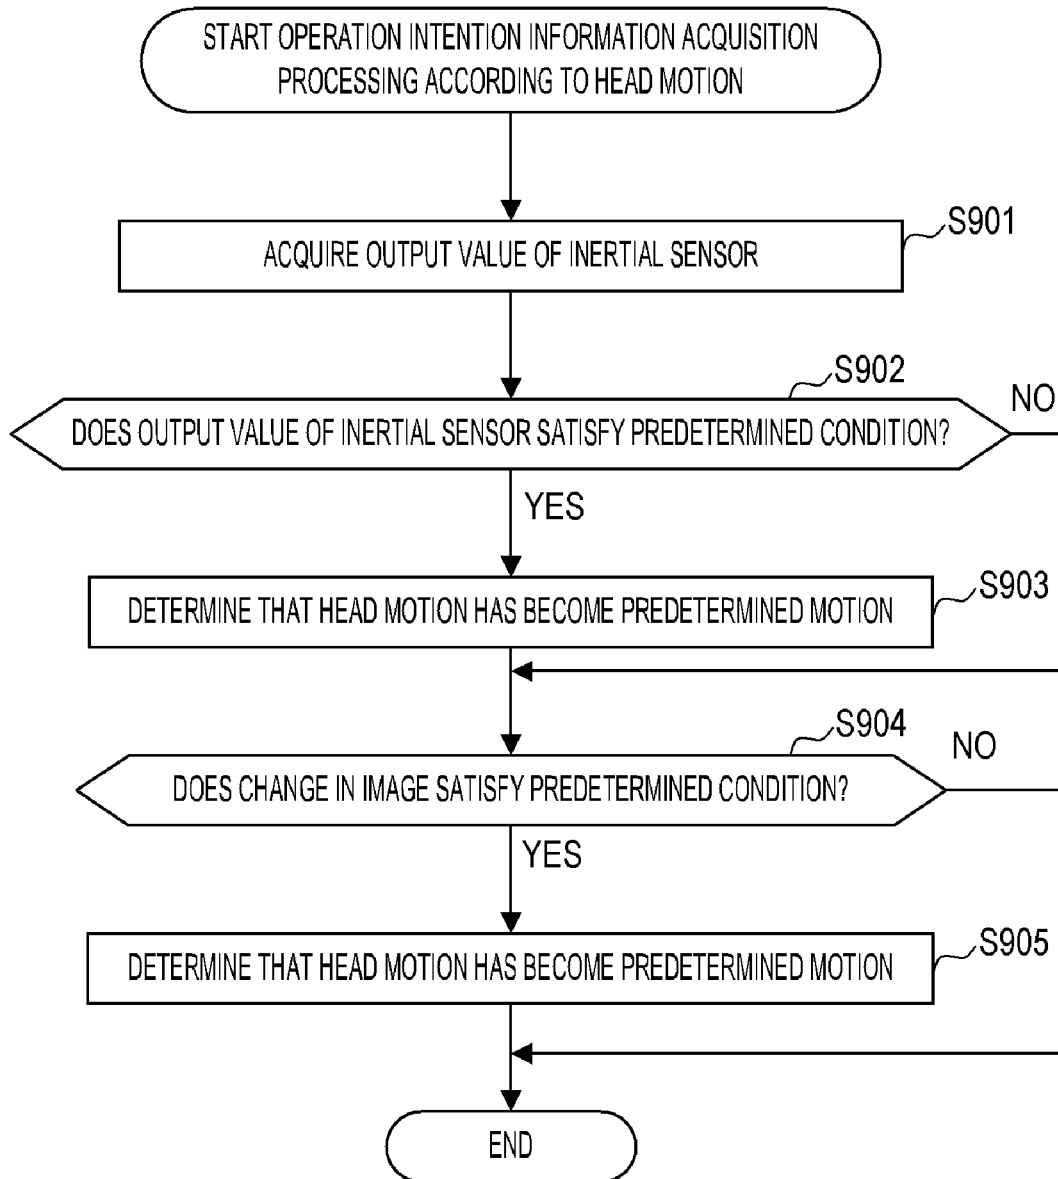 START OPERATION INTENTION INFORMATION ACQUISITION
PROCESSING ACCORDING TO HEAD MOTION
S901
ACQUIRE OUTPUT VALUE OF INERTIAL SENSOR
S902
NO
DOES OUTPUT VALUE OF INERTIAL SENSOR SATISFY PREDETERMINED CONDITION?
YES
S903
DETERMINE THAT HEAD MOTION HAS BECOME PREDETERMINED MOTION
S904
NO
DOES CHANGE IN IMAGE SATISFY PREDETERMINED CONDITION?
YES
S905
DETERMINE THAT HEAD MOTION HAS BECOME PREDETERMINED MOTION
END